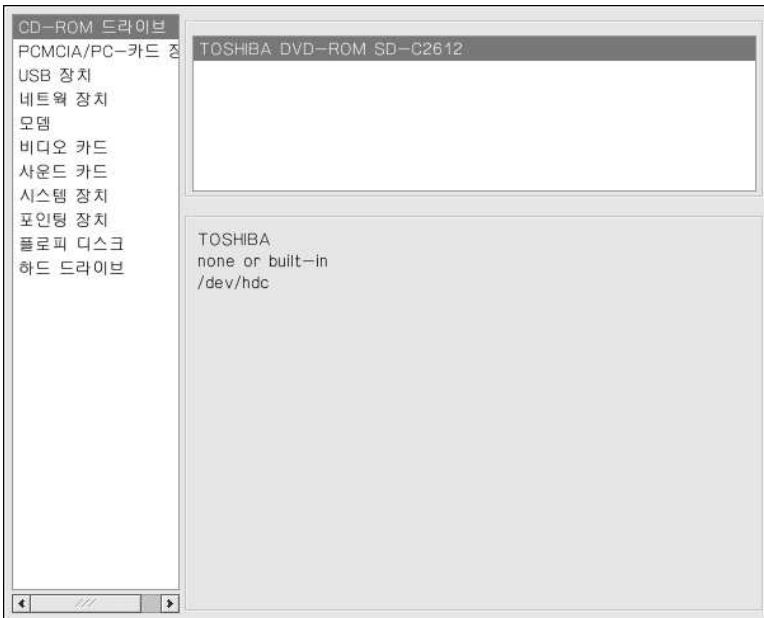 CD-ROM 드라이브
PCMCIA/PC-카드
USB 장치
네트웍 장치
모뎀
비디오 카드
사운드 카드
시스템 장치
포인팅 장치
플로피 디스크
하드 드라이브
TOSHIBA DVD-ROM SD-C2612
TOSHIBA
none or built-in
/dev/hdc